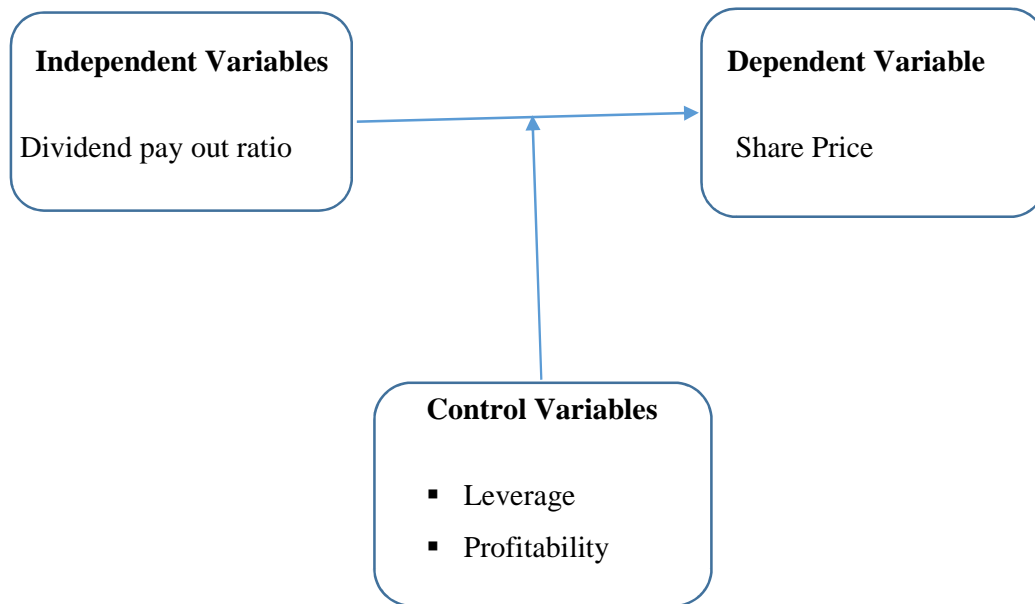 Independent Variables
Dividend pay out ratio
Dependent Variable
Share Price
Control Variables
▪ Leverage
▪ Profitability